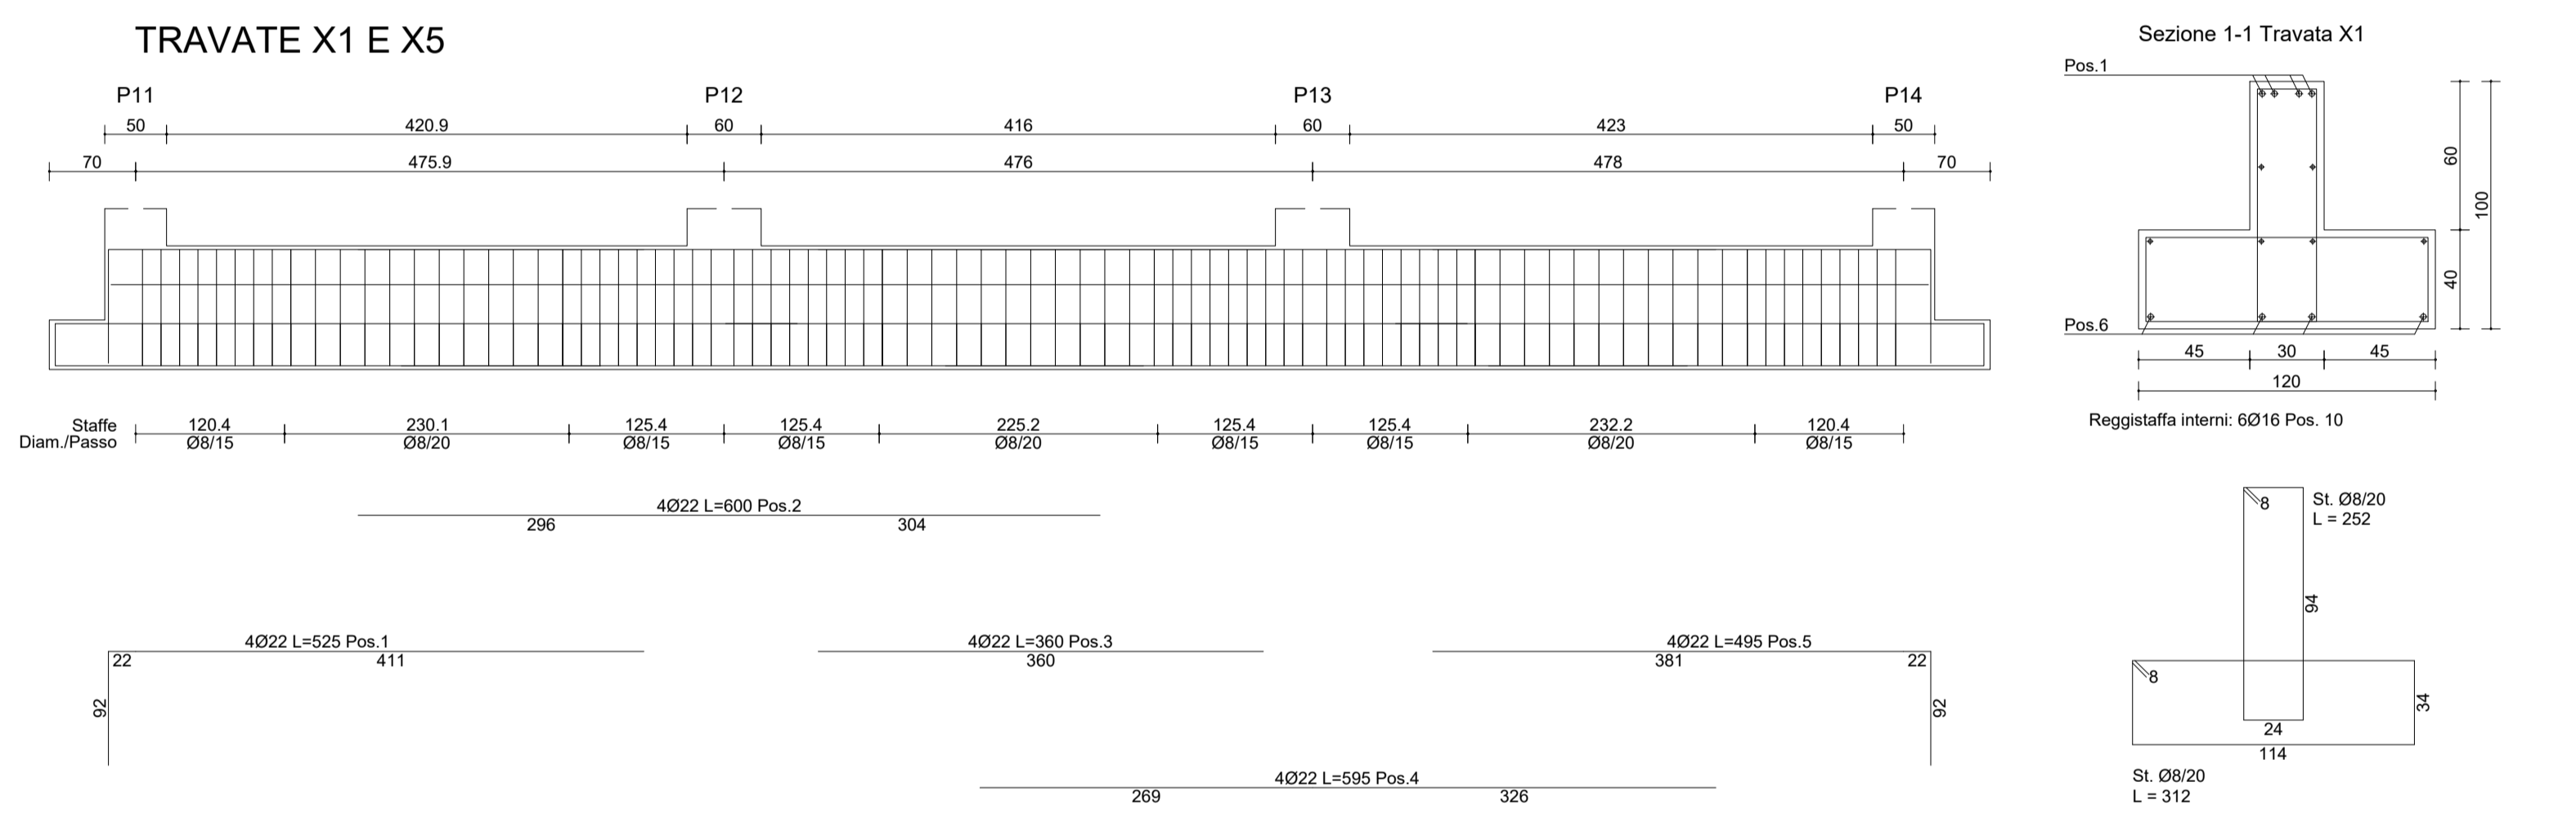 TRAVATE X1 E X5
P11 P12 P13 P14
50 420.9 60 416 60 423 50
70 475.9 476 478 70
Staffe
Diam./Passo
120.4 230.1 125.4 125.4 225.2 125.4 125.4 232.2 120.4
Ø8/15 Ø8/20 Ø8/15 Ø8/15 Ø8/20 Ø8/15 Ø8/15 Ø8/20 Ø8/15
4Ø22 L=600 Pos.2
296 304
4Ø22 L=525 Pos.1 4Ø22 L=360 Pos.3 4Ø22 L=495 Pos.5
22 411 360 381 22
92 92
4Ø22 L=595 Pos.4
269 326
Sezione 1-1 Travata X1
Pos.1
60
100
40
Pos.6
45 30 45
120
Reggistaffa interni: 6Ø16 Pos. 10
8
St. Ø8/20
L = 252
94
8
34
24
114
St. Ø8/20
L = 312